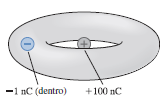 −
+
−1 nC (dentro) +100 nC